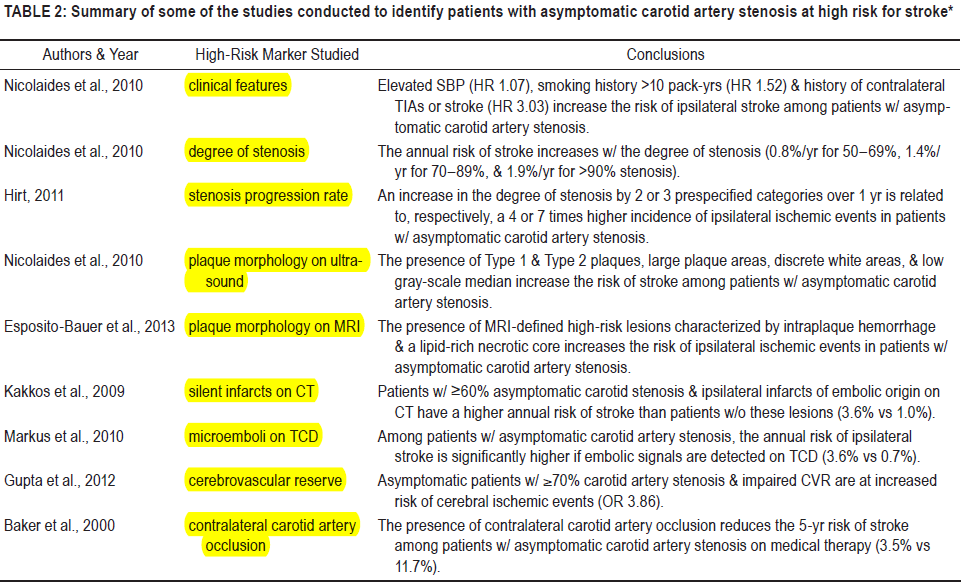 TABLE 2: Summary of some of the studies conducted to identify patients with asymptomatic carotid artery stenosis at high risk for stroke*
Authors & Year High-Risk Marker Studied Conclusions
Nicolaides et al., 2010 clinical features Elevated SBP (HR 1.07), smoking history >10 pack-yrs (HR 1.52) & history of contralateral
TIAs or stroke (HR 3.03) increase the risk of ipsilateral stroke among patients w/ asymp-
tomatic carotid artery stenosis.
Nicolaides et al., 2010 degree of stenosis The annual risk of stroke increases w/ the degree of stenosis (0.8%/yr for 50–69%, 1.4%/
yr for 70–89%, & 1.9%/yr for >90% stenosis).
Hirt, 2011 stenosis progression rate An increase in the degree of stenosis by 2 or 3 prespecified categories over 1 yr is related
to, respectively, a 4 or 7 times higher incidence of ipsilateral ischemic events in patients
w/ asymptomatic carotid artery stenosis.
Nicolaides et al., 2010 plaque morphology on ultra- The presence of Type 1 & Type 2 plaques, large plaque areas, discrete white areas, & low
sound gray-scale median increase the risk of stroke among patients w/ asymptomatic carotid
artery stenosis.
Esposito-Bauer et al., 2013 plaque morphology on MRI The presence of MRI-defined high-risk lesions characterized by intraplaque hemorrhage
& a lipid-rich necrotic core increases the risk of ipsilateral ischemic events in patients w/
asymptomatic carotid artery stenosis.
Kakkos et al., 2009 silent infarcts on CT Patients w/ ≥60% asymptomatic carotid stenosis & ipsilateral infarcts of embolic origin on
CT have a higher annual risk of stroke than patients w/o these lesions (3.6% vs 1.0%).
Markus et al., 2010 microemboli on TCD Among patients w/ asymptomatic carotid artery stenosis, the annual risk of ipsilateral
stroke is significantly higher if embolic signals are detected on TCD (3.6% vs 0.7%).
Gupta et al., 2012 cerebrovascular reserve Asymptomatic patients w/ ≥70% carotid artery stenosis & impaired CVR are at increased
risk of cerebral ischemic events (OR 3.86).
Baker et al., 2000 contralateral carotid artery The presence of contralateral carotid artery occlusion reduces the 5-yr risk of stroke
occlusion among patients w/ asymptomatic carotid artery stenosis on medical therapy (3.5% vs
11.7%).